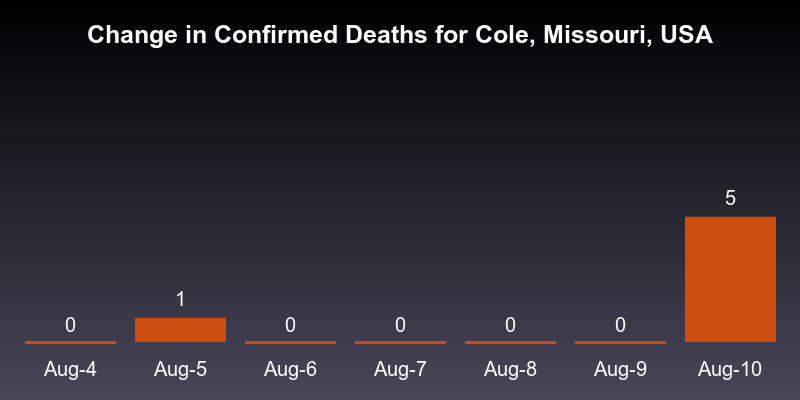 Change in Confirmed Deaths for Cole, Missouri, USA
5
1
0 0 0 0 0
Aug-4 Aug-5 Aug-6 Aug-7 Aug-8 Aug-9 Aug-10